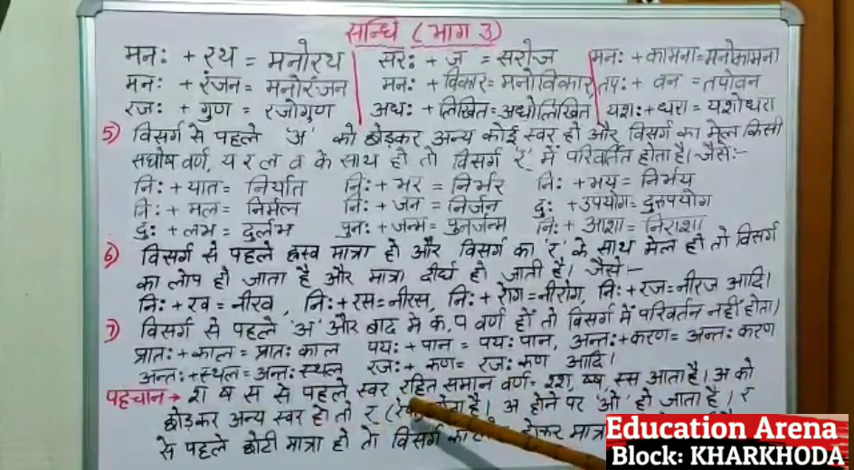 सन्धि (भाग 3)
मनः + रथ = मनोरथ सरः + ज = सरोज मनः + कामना = मनोकामना
मनः + रंजन = मनोरंजन मनः + विकार = मनोविकार तपः + वन = तपोवन
रजः + गुण = रजोगुण अधः + लिखित = अधोलिखित यशः + धरा = यशोधरा
5) विसर्ग से पहले 'अ' को छोड़कर अन्य कोई स्वर हो और विसर्ग का मेल किसी
सघोष वर्ण, य र ल व के साथ हो तो विसर्ग 'र्' में परिवर्तित होता है। जैसे:-
निः + यात = निर्यात निः + भर = निर्भर निः + भय = निर्भय
निः + मल = निर्मल निः + जन = निर्जन दुः + उपयोग = दुरुपयोग
दुः + लभ = दुर्लभ पुनः + जन्म = पुनर्जन्म निः + आशा = निराशा
6) विसर्ग से पहले ह्रस्व मात्रा हो और विसर्ग का 'र' के साथ मेल हो तो विसर्ग
का लोप हो जाता है और मात्रा दीर्घ हो जाती है। जैसे:-
निः + रव = नीरव, निः + रस = नीरस, निः + रोग = नीरोग, निः + रज = नीरज आदि।
7) विसर्ग से पहले 'अ' और बाद में क, प वर्ण हों तो विसर्ग में परिवर्तन नहीं होता।
प्रातः + काल = प्रातः काल पयः + पान = पयः पान, अन्तः + करण = अन्तः करण
अन्तः + स्थल = अन्तः स्थल रजः + कण = रजः कण आदि।
पहचान → श ष स से पहले स्वर रहित समान वर्ण = श्श, ष्ष, स्स आता है। अ को
छोड़कर अन्य स्वर हो तो र् है। अ होने पर 'ओ' हो जाता है। र
से पहले छोटी मात्रा हो तो विसर्ग का होकर मात्रा
Education Arena
Block: KHARKHODA